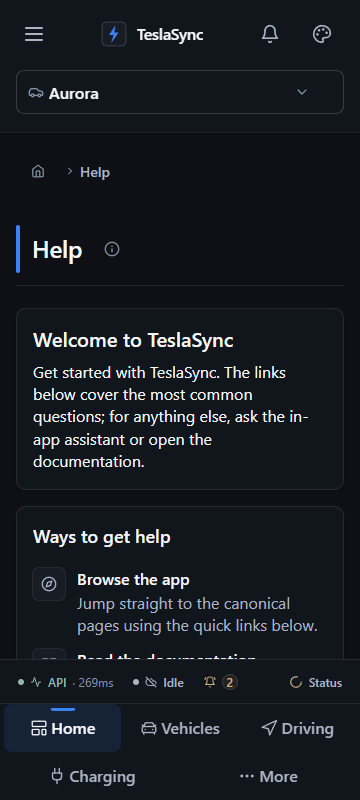 TeslaSync
Aurora
Help
Help
Welcome to TeslaSync
Get started with TeslaSync. The links
below cover the most common
questions; for anything else, ask the in-
app assistant or open the
documentation.
Ways to get help
Browse the app
Jump straight to the canonical
pages using the quick links below.
Read the documentation
API · 269ms
Idle
2
Status
Home
Vehicles
Driving
Charging
More